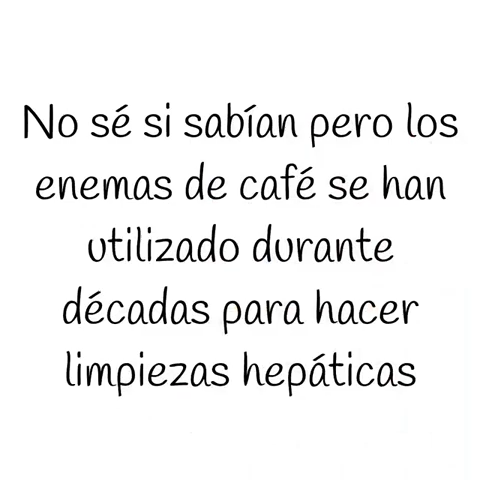 No sé si sabían pero los
enemas de café se han
utilizado durante
décadas para hacer
limpiezas hepáticas